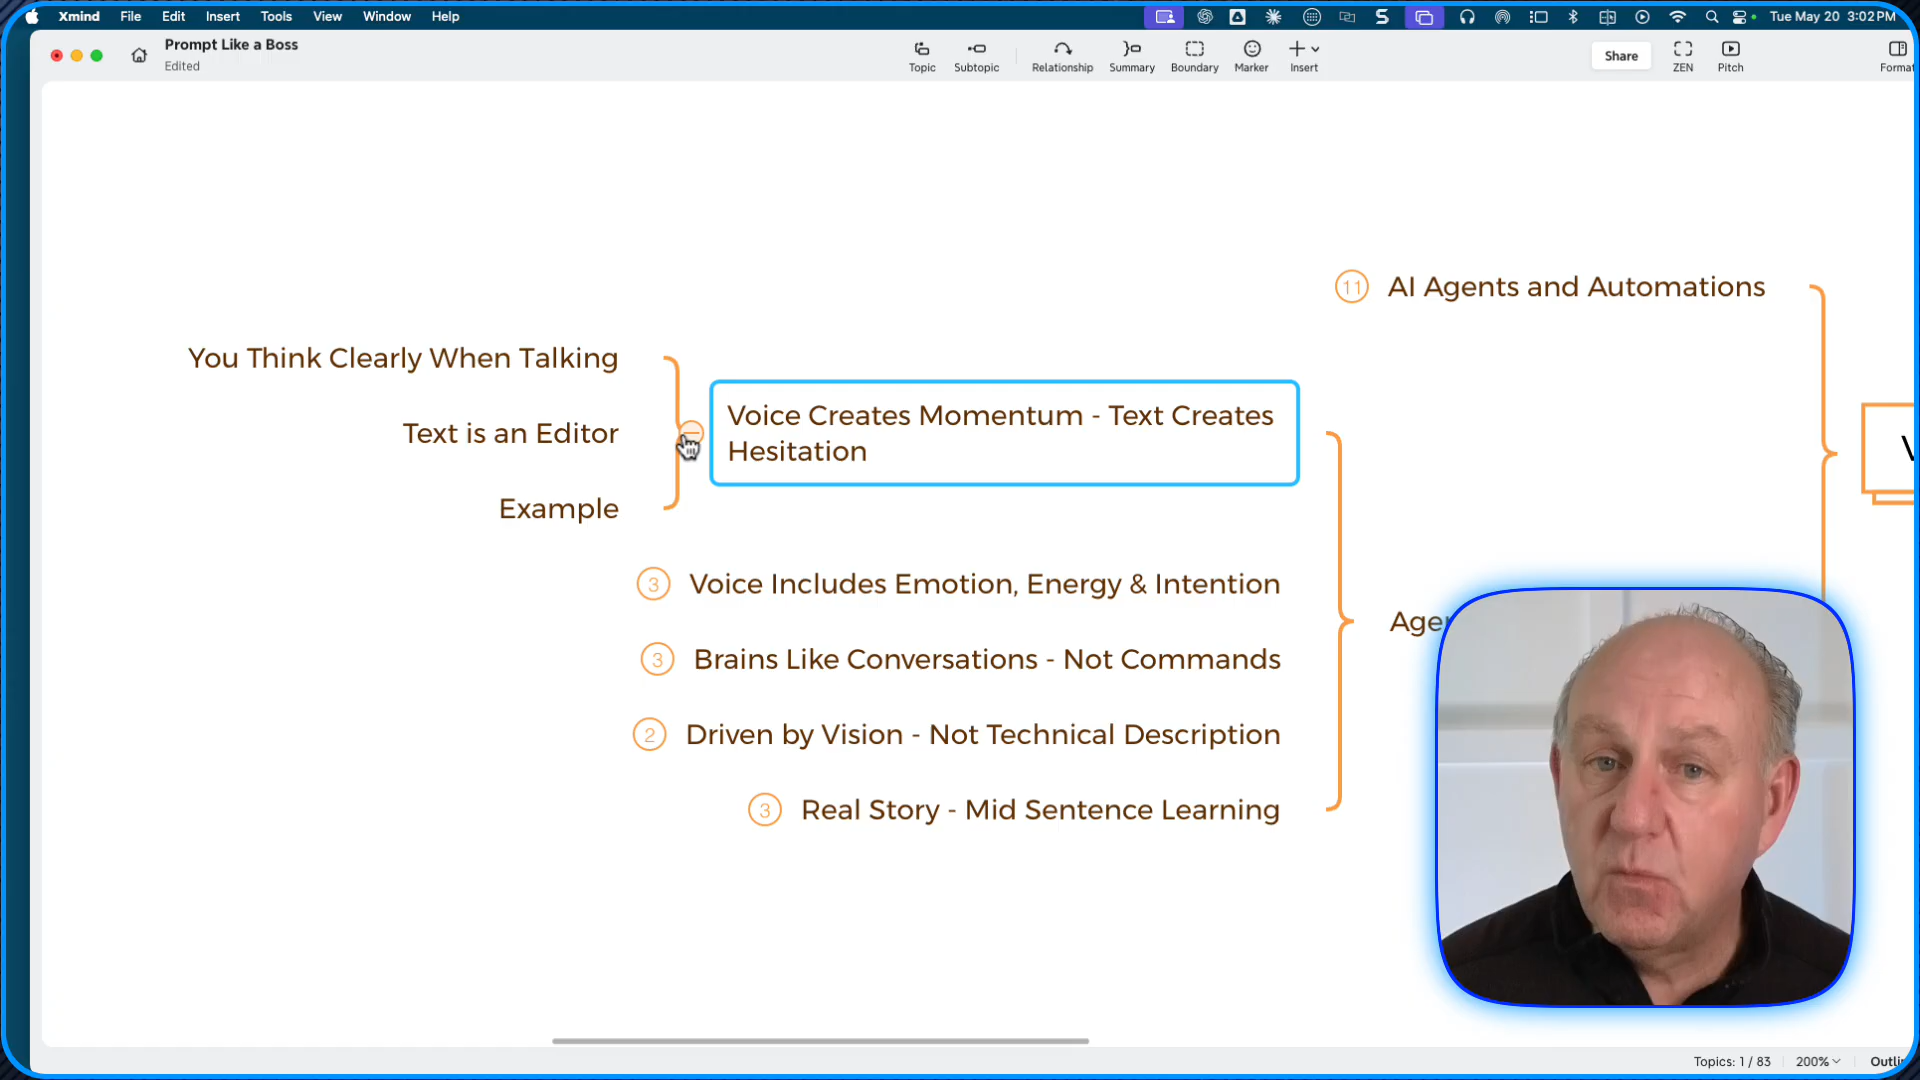 Xmind File Edit Insert Tools View Window Help
Tue May 20 3:02 PM
Prompt Like a Boss
Edited
Topic Subtopic Relationship Summary Boundary Marker Insert
Share ZEN Pitch Format
11 AI Agents and Automations
You Think Clearly When Talking
Voice Creates Momentum - Text Creates
Hesitation
Text is an Editor
Example
3 Voice Includes Emotion, Energy & Intention
3 Brains Like Conversations - Not Commands
2 Driven by Vision - Not Technical Description
3 Real Story - Mid Sentence Learning
Topics: 1 / 83 200%